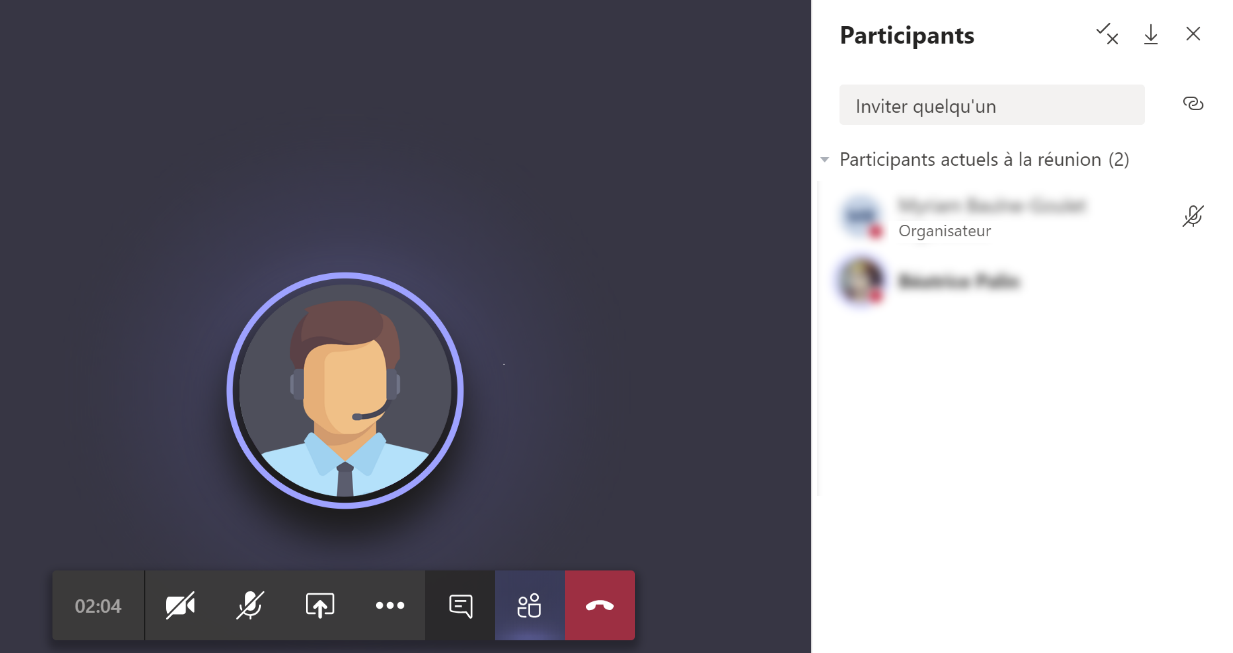 Participants
Inviter quelqu'un
Participants actuels à la réunion (2)
Organisateur
02:04